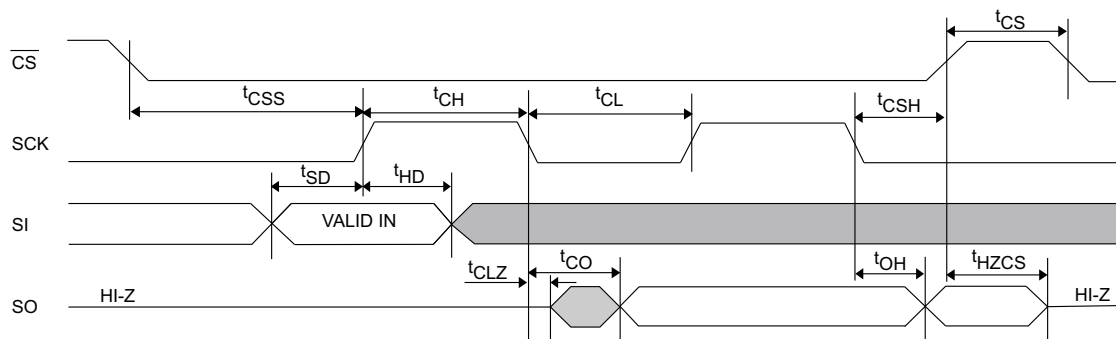 tCS
CS
tCSS
tCH
tCL
tCSH
SCK
tSD
tHD
SI
VALID IN
tCLZ
tCO
tOH
tHZCS
SO
HI-Z
HI-Z